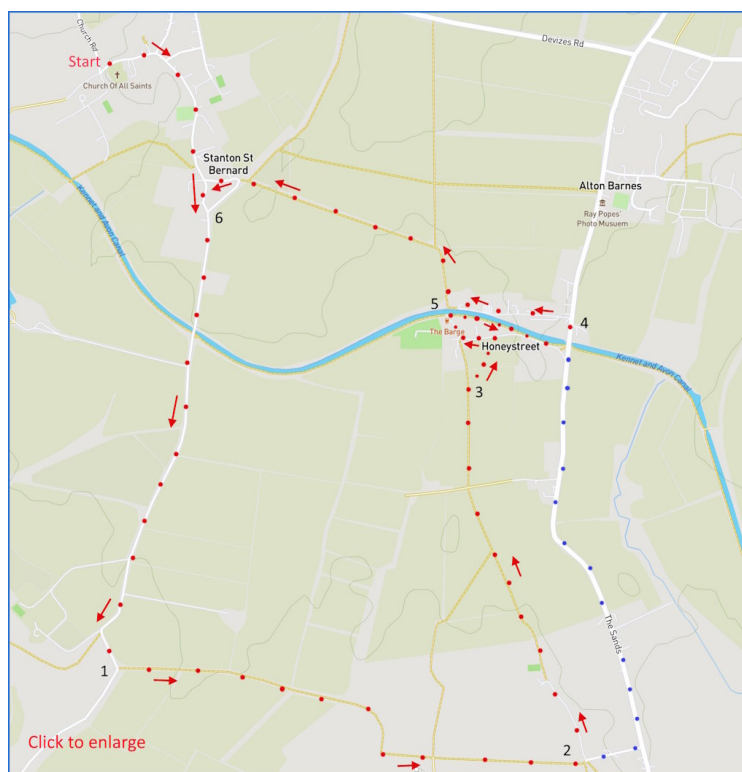 Church Rd
Devizes Rd
Start
Church Of All Saints
Stanton St
Bernard
Alton Barnes
Ray Popes'
Photo Musuem
6
Kennet and Avon Canal
5
4
The Barge
Honeystreet
Kennet and Avon Canal
3
The Sands
1
Click to enlarge
2